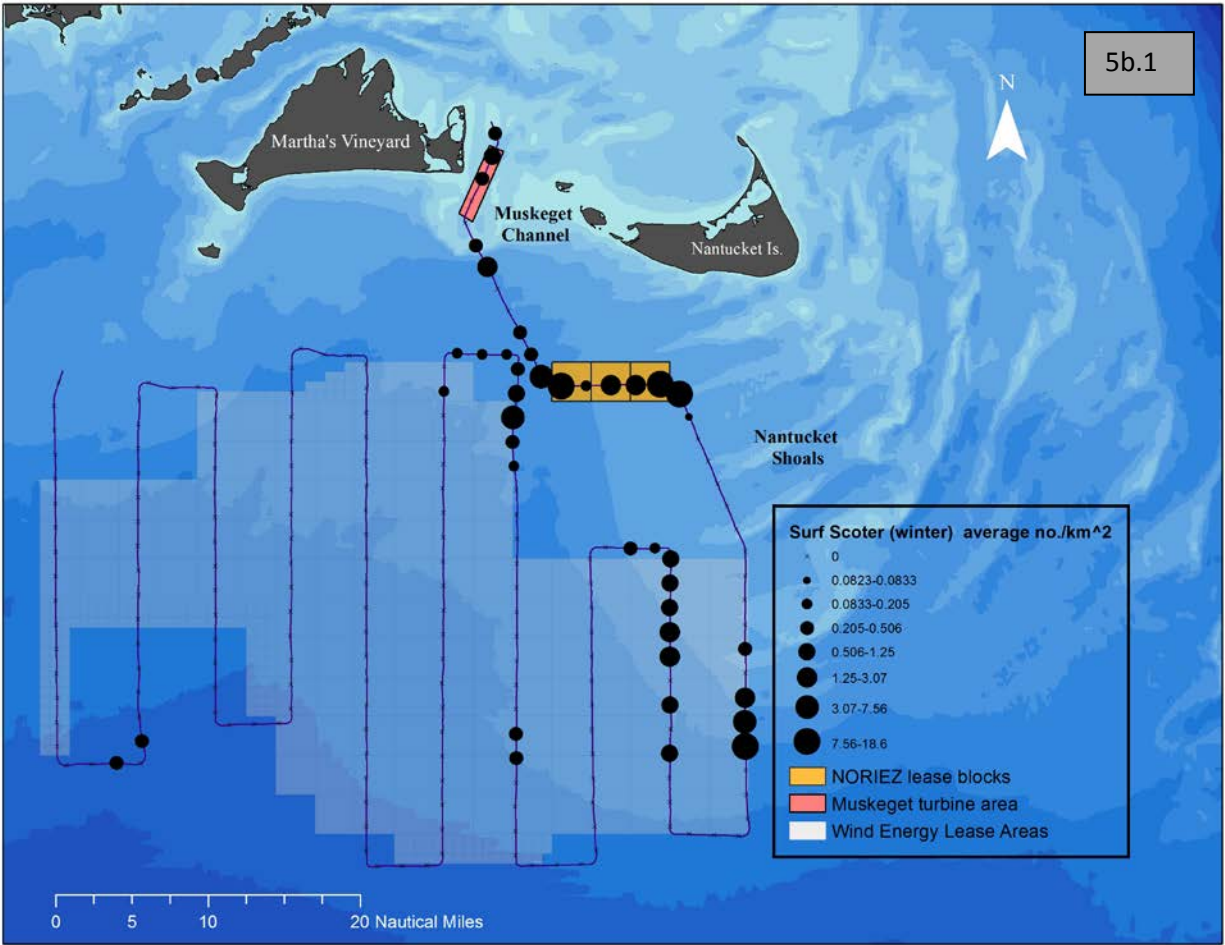 5b.1
N
Martha's Vineyard
Muskeget
Channel
Nantucket Is.
Nantucket
Shoals
Surf Scoter (winter) average no./km^2
0
0.0823-0.0833
0.0833-0.205
0.205-0.506
0.506-1.25
1.25-3.07
3.07-7.56
7.56-18.6
NORIEZ lease blocks
Muskeget turbine area
Wind Energy Lease Areas
0 5 10 20 Nautical Miles